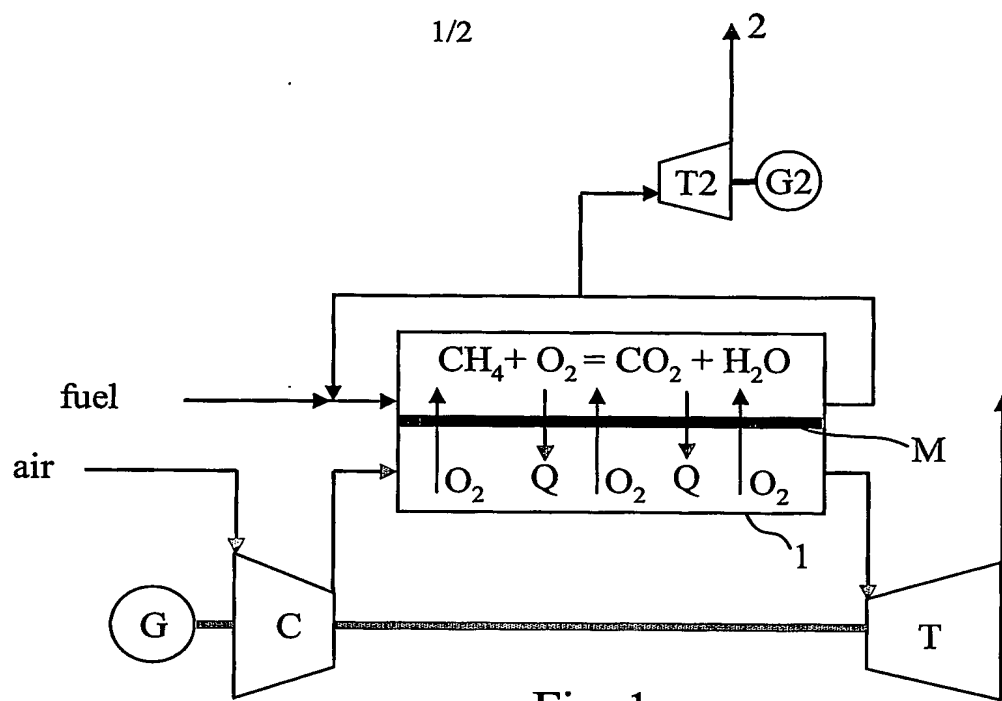 1/2
2
T2 G2
CH₄+ O₂ = CO₂ + H₂O
fuel
M
air
O₂ Q O₂ Q O₂
1
G C T